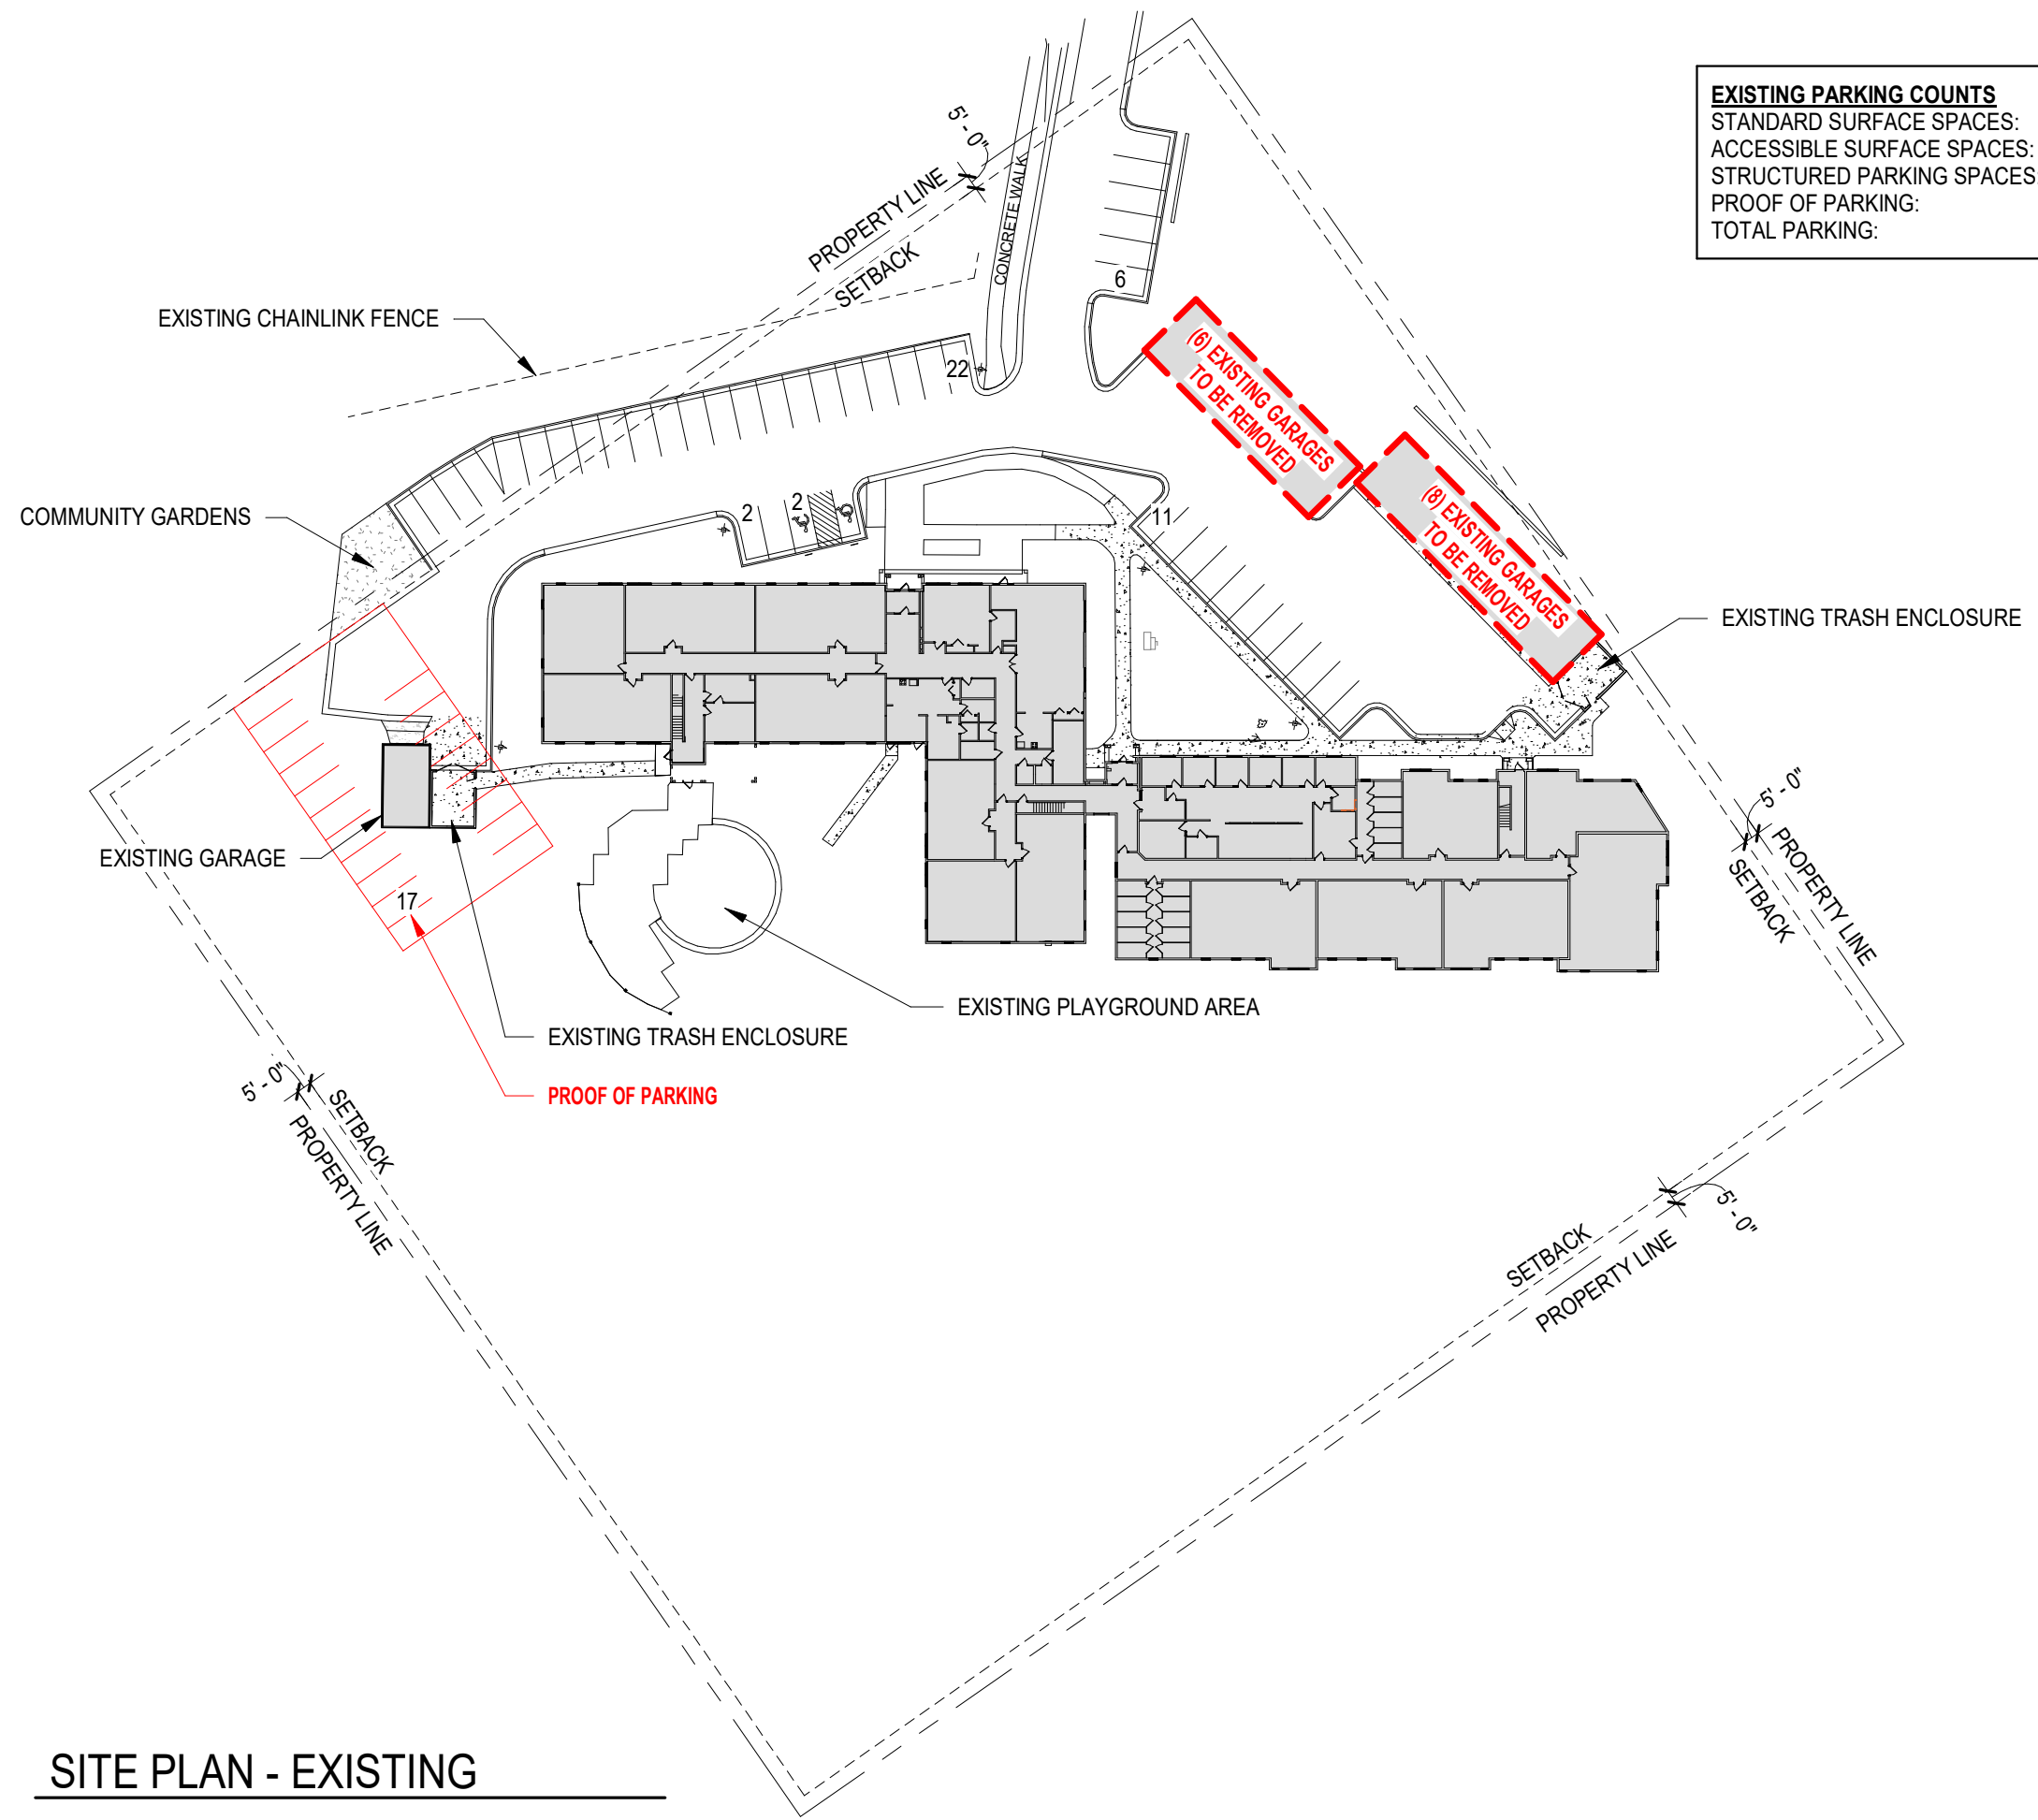 EXISTING PARKING COUNTS
STANDARD SURFACE SPACES:
ACCESSIBLE SURFACE SPACES:
STRUCTURED PARKING SPACES:
PROOF OF PARKING:
TOTAL PARKING:
5' - 0"
PROPERTY LINE
SETBACK
CONCRETE WALK
6
EXISTING CHAINLINK FENCE
22
(6) EXISTING GARAGES
TO BE REMOVED
COMMUNITY GARDENS
2
2
11
(8) EXISTING GARAGES
TO BE REMOVED
EXISTING TRASH ENCLOSURE
5' - 0"
PROPERTY LINE
SETBACK
EXISTING GARAGE
17
EXISTING PLAYGROUND AREA
EXISTING TRASH ENCLOSURE
PROOF OF PARKING
5' - 0"
SETBACK
PROPERTY LINE
5' - 0"
SETBACK
PROPERTY LINE
SITE PLAN - EXISTING